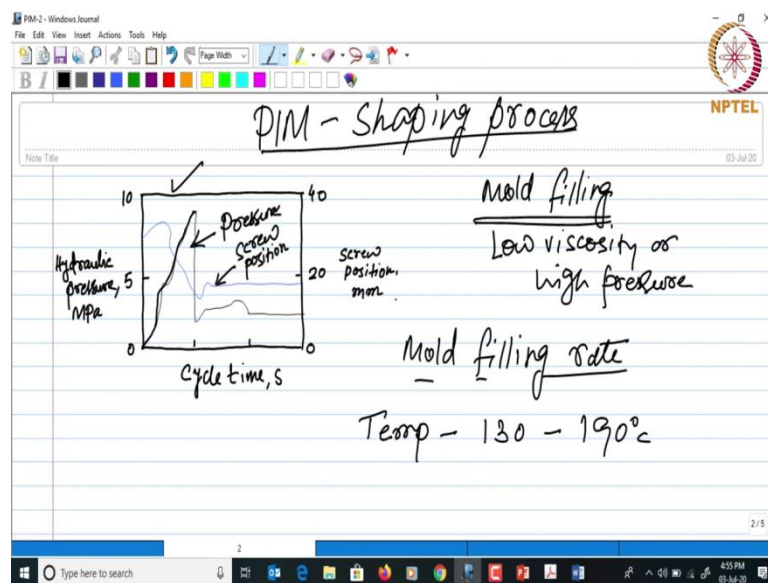 PIM-2 - Windows Journal
File Edit View Insert Actions Tools Help
Page Width
B I
NPTEL
PIM - Shaping process
Note Title
03-Jul-20
10
40
Pressure
Screw
position
Hydraulic
pressure,
MPa
5
20
Screw
position,
mm
0
0
Cycle time, s
Mold filling
Low viscosity or
high pressure
Mold filling rate
Temp - 130 - 190°C
2/5
2
Type here to search
4:55 PM
03-Jul-20